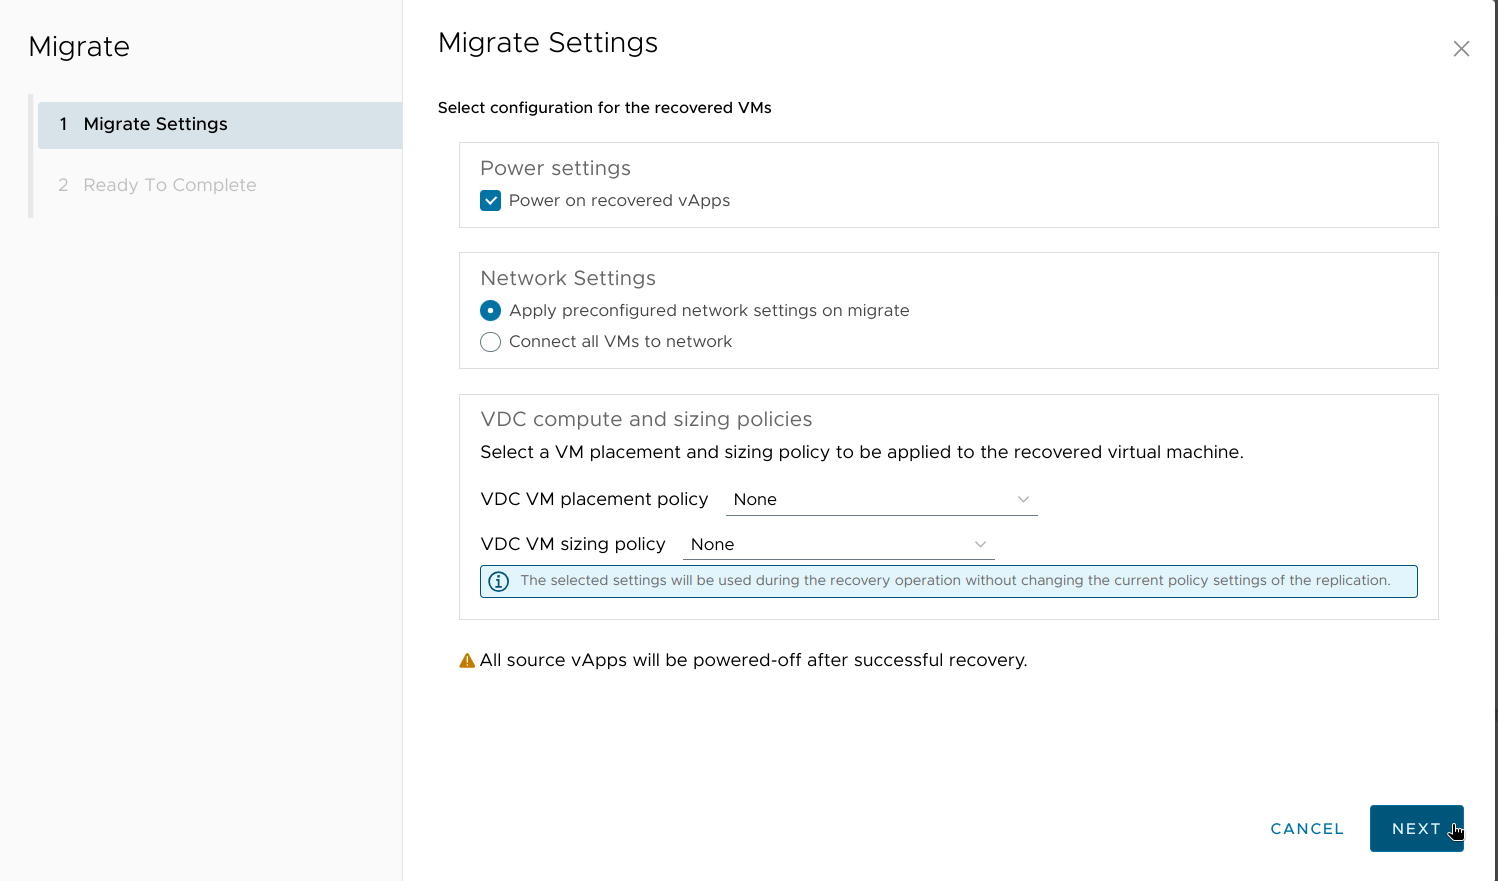 Migrate
1 Migrate Settings
2 Ready To Complete
Migrate Settings
Select configuration for the recovered VMs
Power settings
Power on recovered vApps
Network Settings
Apply preconfigured network settings on migrate
Connect all VMs to network
VDC compute and sizing policies
Select a VM placement and sizing policy to be applied to the recovered virtual machine.
VDC VM placement policy None
VDC VM sizing policy None
The selected settings will be used during the recovery operation without changing the current policy settings of the replication.
All source vApps will be powered-off after successful recovery.
CANCEL NEXT